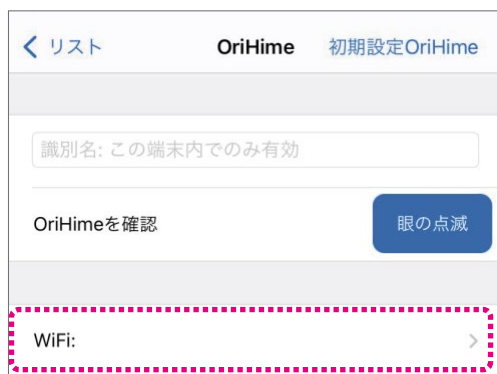 リスト OriHime 初期設定OriHime
識別名: この端末内でのみ有効
OriHimeを確認 眼の点滅
WiFi: